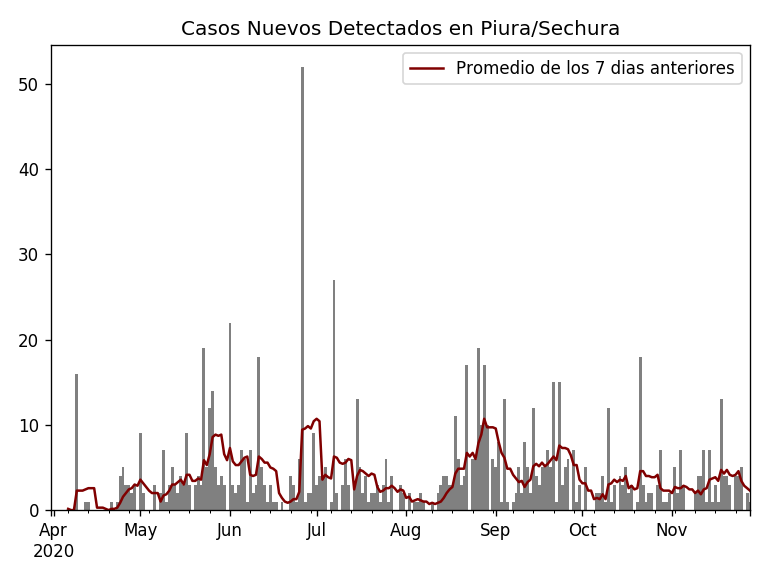 Casos Nuevos Detectados en Piura/Sechura
Promedio de los 7 dias anteriores
50
40
30
20
10
0
Apr May Jun Jul Aug Sep Oct Nov
2020